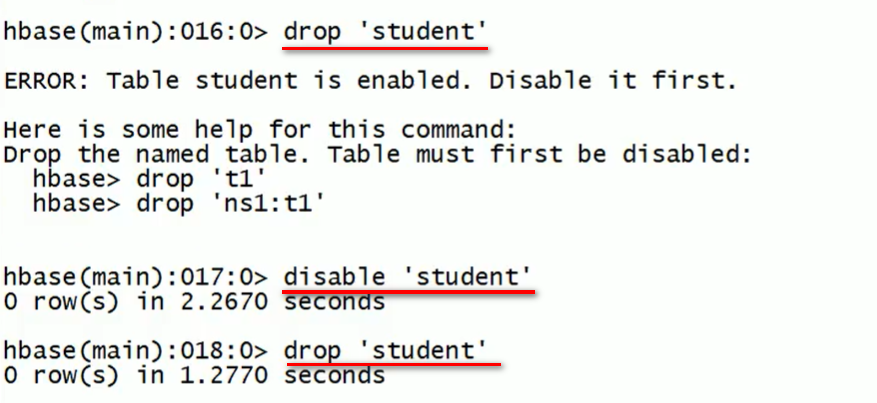 hbase(main):016:0> drop 'student'
ERROR: Table student is enabled. Disable it first.
Here is some help for this command:
Drop the named table. Table must first be disabled:
  hbase> drop 't1'
  hbase> drop 'ns1:t1'
hbase(main):017:0> disable 'student'
0 row(s) in 2.2670 seconds
hbase(main):018:0> drop 'student'
0 row(s) in 1.2770 seconds